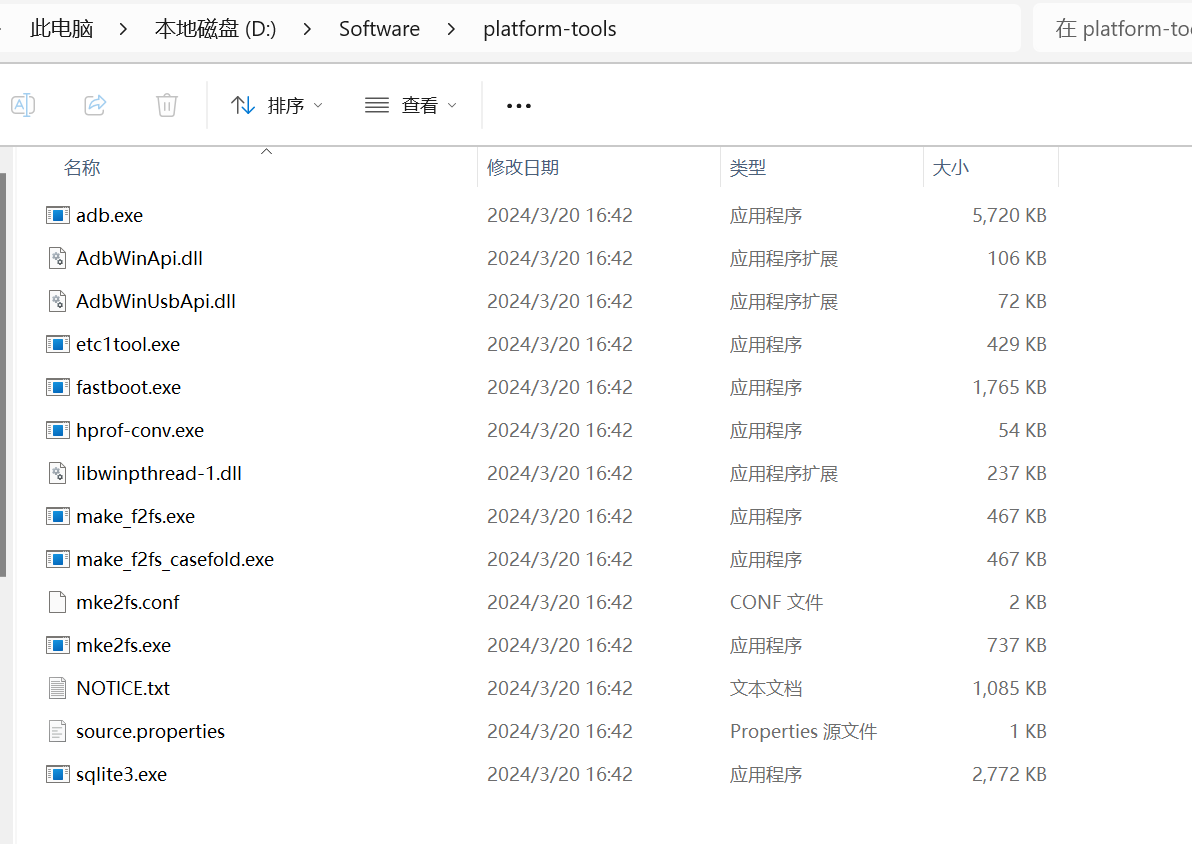 此电脑 > 本地磁盘 (D:) > Software > platform-tools 在 platform-too
A 排序 查看 ...
名称 修改日期 类型 大小
adb.exe 2024/3/20 16:42 应用程序 5,720 KB
AdbWinApi.dll 2024/3/20 16:42 应用程序扩展 106 KB
AdbWinUsbApi.dll 2024/3/20 16:42 应用程序扩展 72 KB
etc1tool.exe 2024/3/20 16:42 应用程序 429 KB
fastboot.exe 2024/3/20 16:42 应用程序 1,765 KB
hprof-conv.exe 2024/3/20 16:42 应用程序 54 KB
libwinpthread-1.dll 2024/3/20 16:42 应用程序扩展 237 KB
make_f2fs.exe 2024/3/20 16:42 应用程序 467 KB
make_f2fs_casefold.exe 2024/3/20 16:42 应用程序 467 KB
mke2fs.conf 2024/3/20 16:42 CONF 文件 2 KB
mke2fs.exe 2024/3/20 16:42 应用程序 737 KB
NOTICE.txt 2024/3/20 16:42 文本文档 1,085 KB
source.properties 2024/3/20 16:42 Properties 源文件 1 KB
sqlite3.exe 2024/3/20 16:42 应用程序 2,772 KB